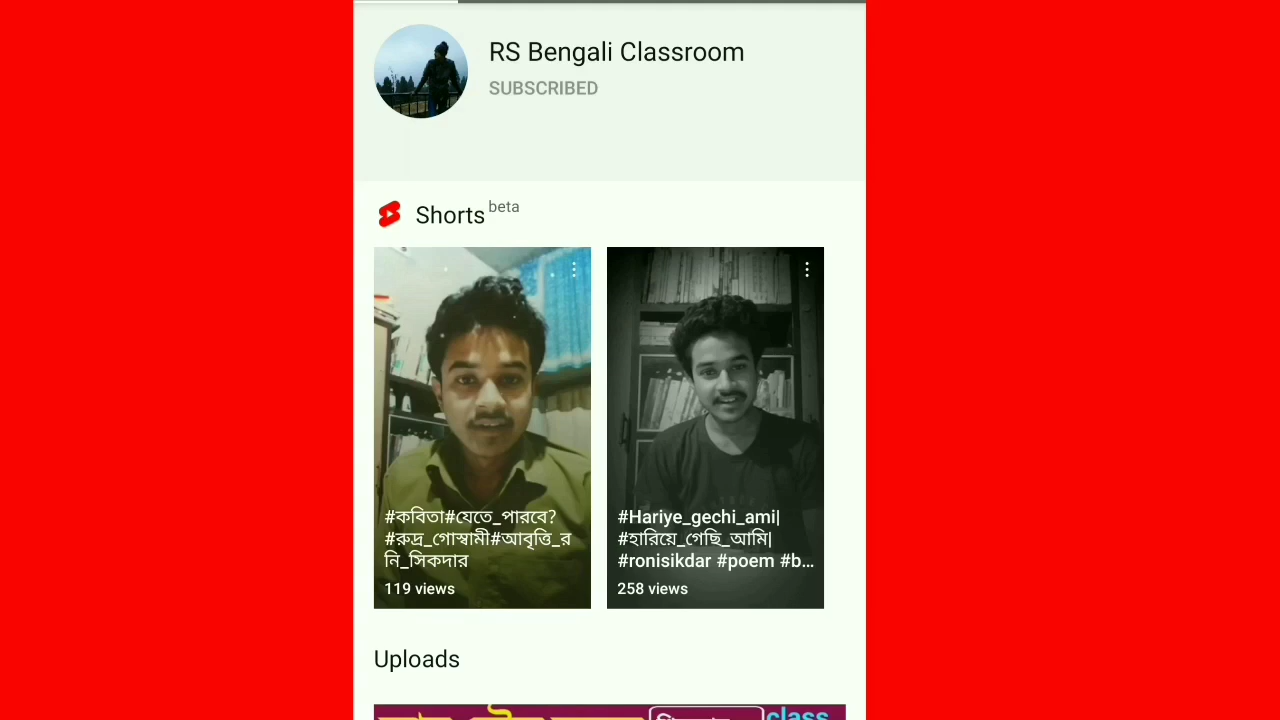 RS Bengali Classroom
SUBSCRIBED
Shorts beta
#কবিতা#যেতে_পারবে?
#রুদ্র_গোস্বামী#আবৃত্তি_র
নি_সিকদার
119 views
#Hariye_gechi_ami|
#হারিয়ে_গেছি_আমি|
#ronisikdar #poem #b...
258 views
Uploads
class